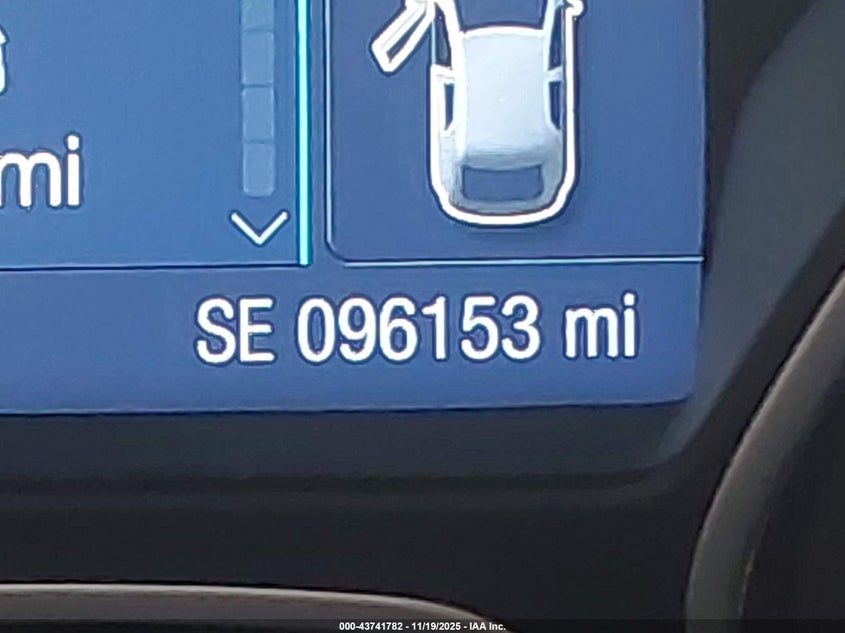 mi
SE 096153 mi
000-43741782 - 11/19/2025 - IAA Inc.